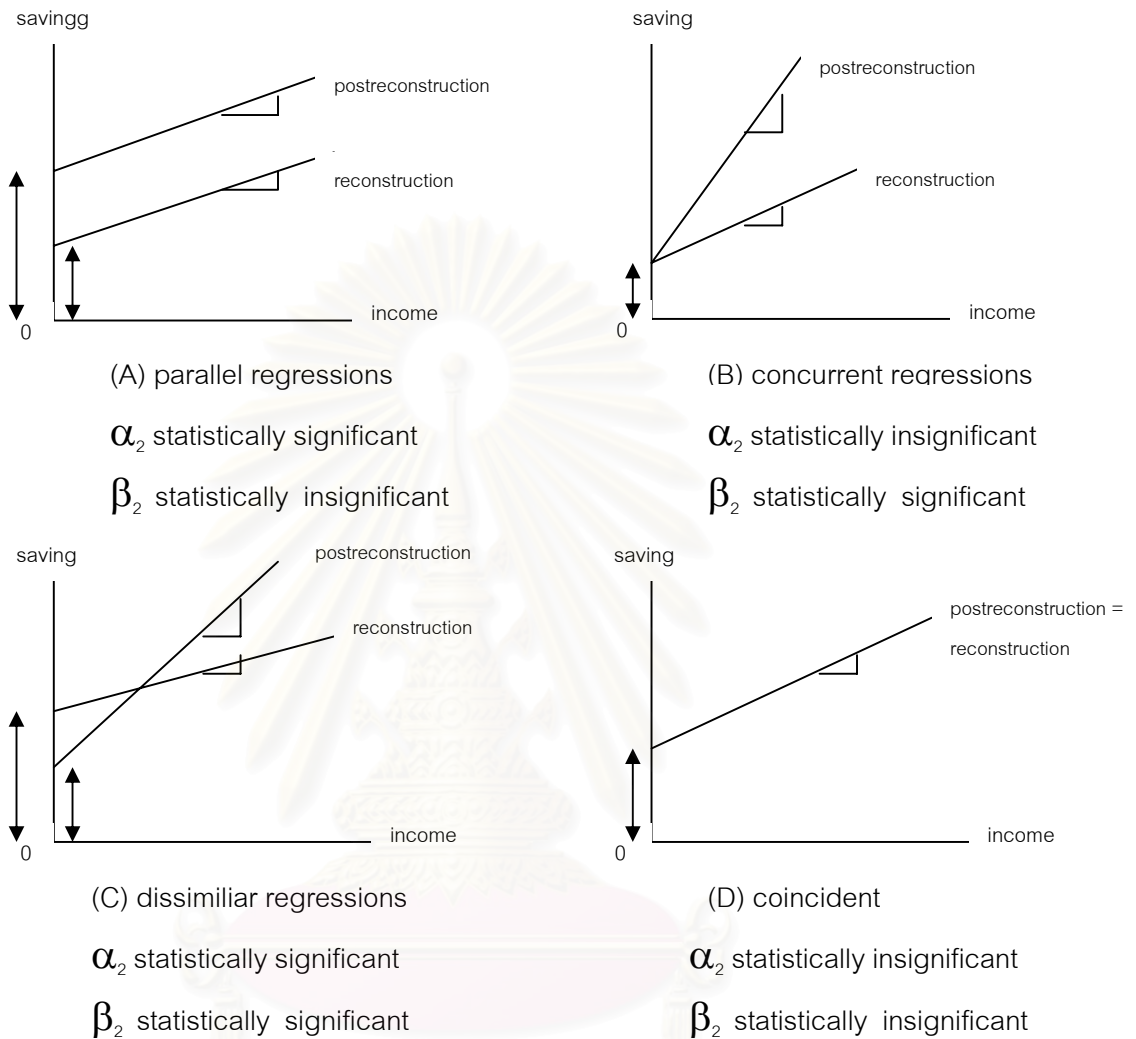 savingg
postreconstruction
reconstruction
income
0
(A) parallel regressions
α₂ statistically significant
β₂ statistically insignificant
saving
postreconstruction
reconstruction
income
0
(B) concurrent regressions
α₂ statistically insignificant
β₂ statistically significant
saving
postreconstruction
reconstruction
income
0
(C) dissimiliar regressions
α₂ statistically significant
β₂ statistically significant
saving
postreconstruction =
reconstruction
income
0
(D) coincident
α₂ statistically insignificant
β₂ statistically insignificant